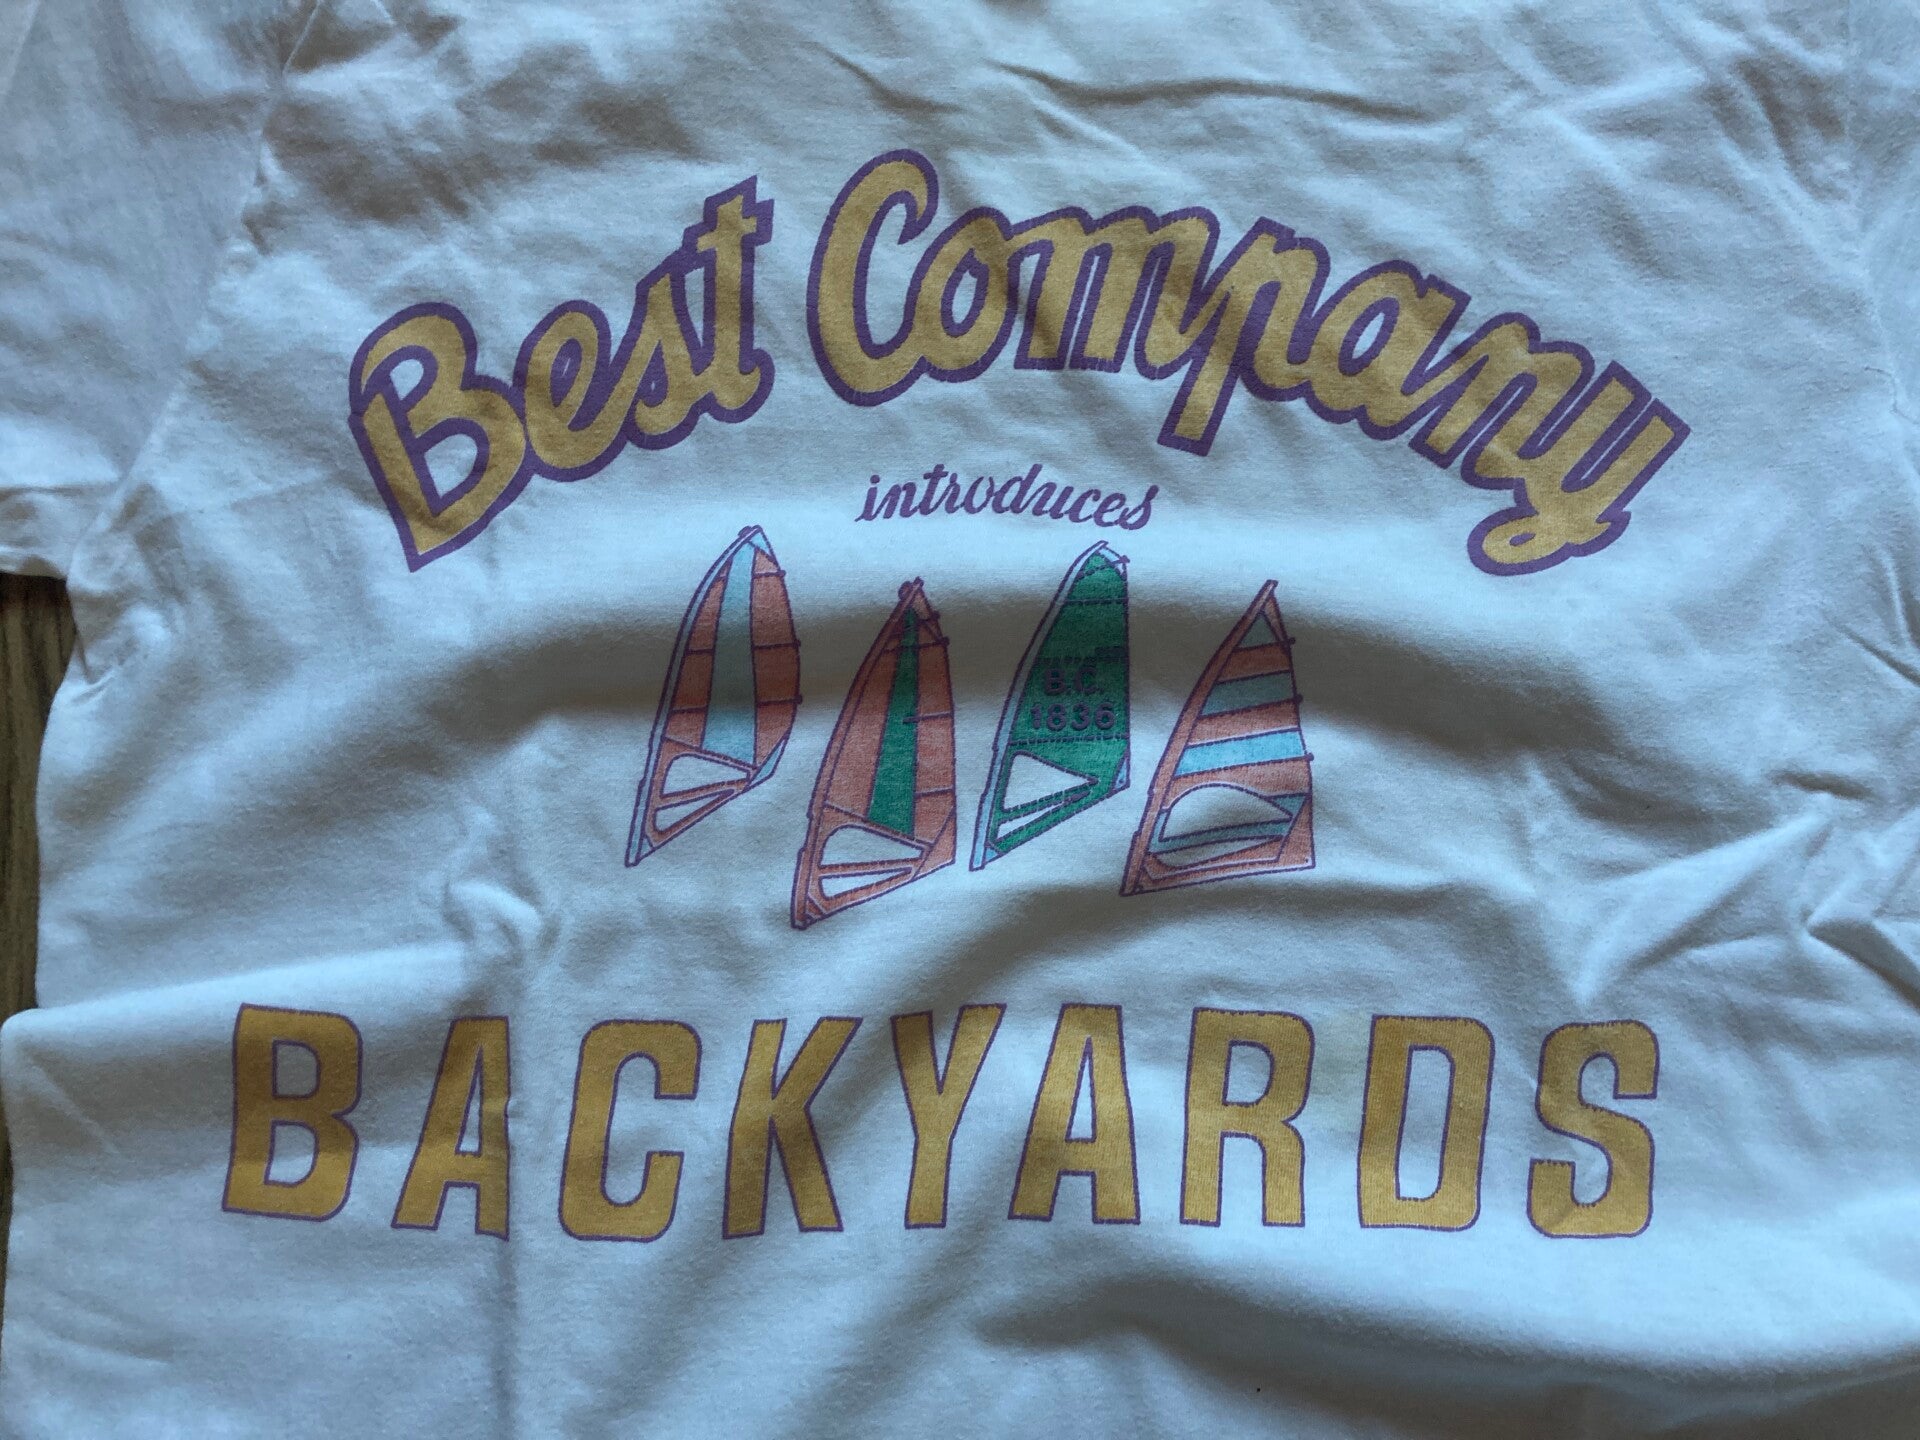 Best Company
introduces
B.C.
1836
BACKYARDS